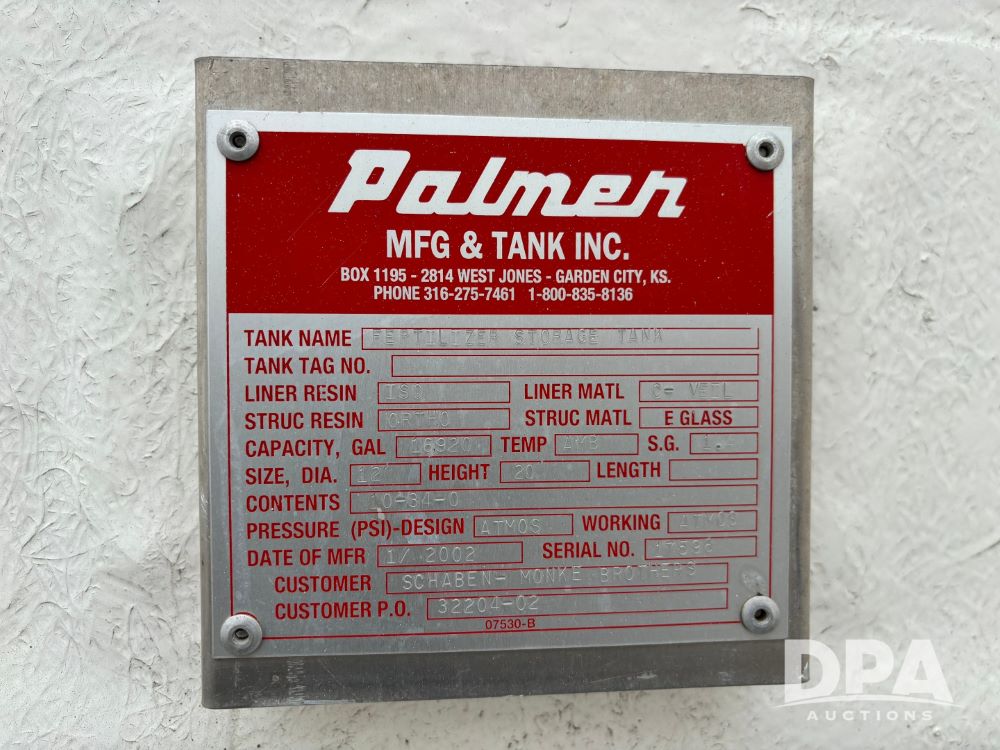 Palmer
MFG & TANK INC.
BOX 1195 - 2814 WEST JONES - GARDEN CITY, KS.
PHONE 316-275-7461 1-800-835-8136
TANK NAME FERTILIZER STORAGE TANK
TANK TAG NO.
LINER RESIN ISO LINER MATL C- VEIL
STRUC RESIN ORTHO STRUC MATL E GLASS
CAPACITY, GAL 16920 TEMP AMB S.G. 1.4
SIZE, DIA. 12 HEIGHT 20 LENGTH
CONTENTS 10-34-0
PRESSURE (PSI)-DESIGN ATMOS WORKING ATMOS
DATE OF MFR 1/ 2002 SERIAL NO. 17696
CUSTOMER SCHABEN- MONKE BROTHERS
CUSTOMER P.O. 32204-02
07530-B
DPA
AUCTIONS